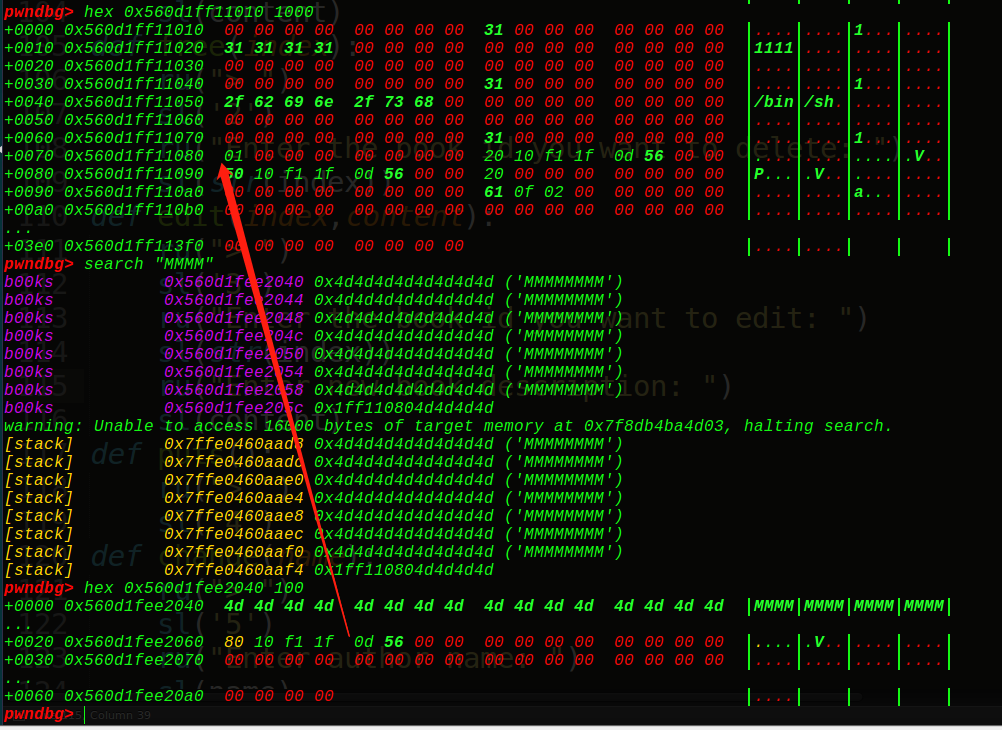 pwndbg> hex 0x560d1ff11010 1000
+0000 0x560d1ff11010 00 00 00 00 00 00 00 00 31 00 00 00 00 00 00 00 |....|....|1...|....|
+0010 0x560d1ff11020 31 31 31 31 00 00 00 00 00 00 00 00 00 00 00 00 |1111|....|....|....|
+0020 0x560d1ff11030 00 00 00 00 00 00 00 00 00 00 00 00 00 00 00 00 |....|....|....|....|
+0030 0x560d1ff11040 00 00 00 00 00 00 00 00 31 00 00 00 00 00 00 00 |....|....|1...|....|
+0040 0x560d1ff11050 2f 62 69 6e 2f 73 68 00 00 00 00 00 00 00 00 00 |/bin|/sh.|....|....|
+0050 0x560d1ff11060 00 00 00 00 00 00 00 00 00 00 00 00 00 00 00 00 |....|....|....|....|
+0060 0x560d1ff11070 00 00 00 00 00 00 00 00 31 00 00 00 00 00 00 00 |....|....|1...|....|
+0070 0x560d1ff11080 01 00 00 00 00 00 00 00 20 10 f1 1f 0d 56 00 00 |....|....|....|.V..|
+0080 0x560d1ff11090 50 10 f1 1f 0d 56 00 00 20 00 00 00 00 00 00 00 |P...|.V..|....|....|
+0090 0x560d1ff110a0 00 00 00 00 00 00 00 00 61 0f 02 00 00 00 00 00 |....|....|a...|....|
+00a0 0x560d1ff110b0 00 00 00 00 00 00 00 00 00 00 00 00 00 00 00 00 |....|....|....|....|
...
+03e0 0x560d1ff113f0 00 00 00 00 00 00 00 00 |....|....| | |
pwndbg> search "MMMM"
b00ks 0x560d1fee2040 0x4d4d4d4d4d4d4d4d ('MMMMMMMM')
b00ks 0x560d1fee2044 0x4d4d4d4d4d4d4d4d ('MMMMMMMM')
b00ks 0x560d1fee2048 0x4d4d4d4d4d4d4d4d ('MMMMMMMM')
b00ks 0x560d1fee204c 0x4d4d4d4d4d4d4d4d ('MMMMMMMM')
b00ks 0x560d1fee2050 0x4d4d4d4d4d4d4d4d ('MMMMMMMM')
b00ks 0x560d1fee2054 0x4d4d4d4d4d4d4d4d ('MMMMMMMM')
b00ks 0x560d1fee2058 0x4d4d4d4d4d4d4d4d ('MMMMMMMM')
b00ks 0x560d1fee205c 0x1ff110804d4d4d4d
warning: Unable to access 16000 bytes of target memory at 0x7f8db4ba4d03, halting search.
[stack] 0x7ffe0460aad8 0x4d4d4d4d4d4d4d4d ('MMMMMMMM')
[stack] 0x7ffe0460aadc 0x4d4d4d4d4d4d4d4d ('MMMMMMMM')
[stack] 0x7ffe0460aae0 0x4d4d4d4d4d4d4d4d ('MMMMMMMM')
[stack] 0x7ffe0460aae4 0x4d4d4d4d4d4d4d4d ('MMMMMMMM')
[stack] 0x7ffe0460aae8 0x4d4d4d4d4d4d4d4d ('MMMMMMMM')
[stack] 0x7ffe0460aaec 0x4d4d4d4d4d4d4d4d ('MMMMMMMM')
[stack] 0x7ffe0460aaf0 0x4d4d4d4d4d4d4d4d ('MMMMMMMM')
[stack] 0x7ffe0460aaf4 0x1ff110804d4d4d4d
pwndbg> hex 0x560d1fee2040 100
+0000 0x560d1fee2040 4d 4d 4d 4d 4d 4d 4d 4d 4d 4d 4d 4d 4d 4d 4d 4d |MMMM|MMMM|MMMM|MMMM|
...
+0020 0x560d1fee2060 80 10 f1 1f 0d 56 00 00 00 00 00 00 00 00 00 00 |....|.V..|....|....|
+0030 0x560d1fee2070 00 00 00 00 00 00 00 00 00 00 00 00 00 00 00 00 |....|....|....|....|
...
+0060 0x560d1fee20a0 00 00 00 00 |....| | | |
pwndbg>